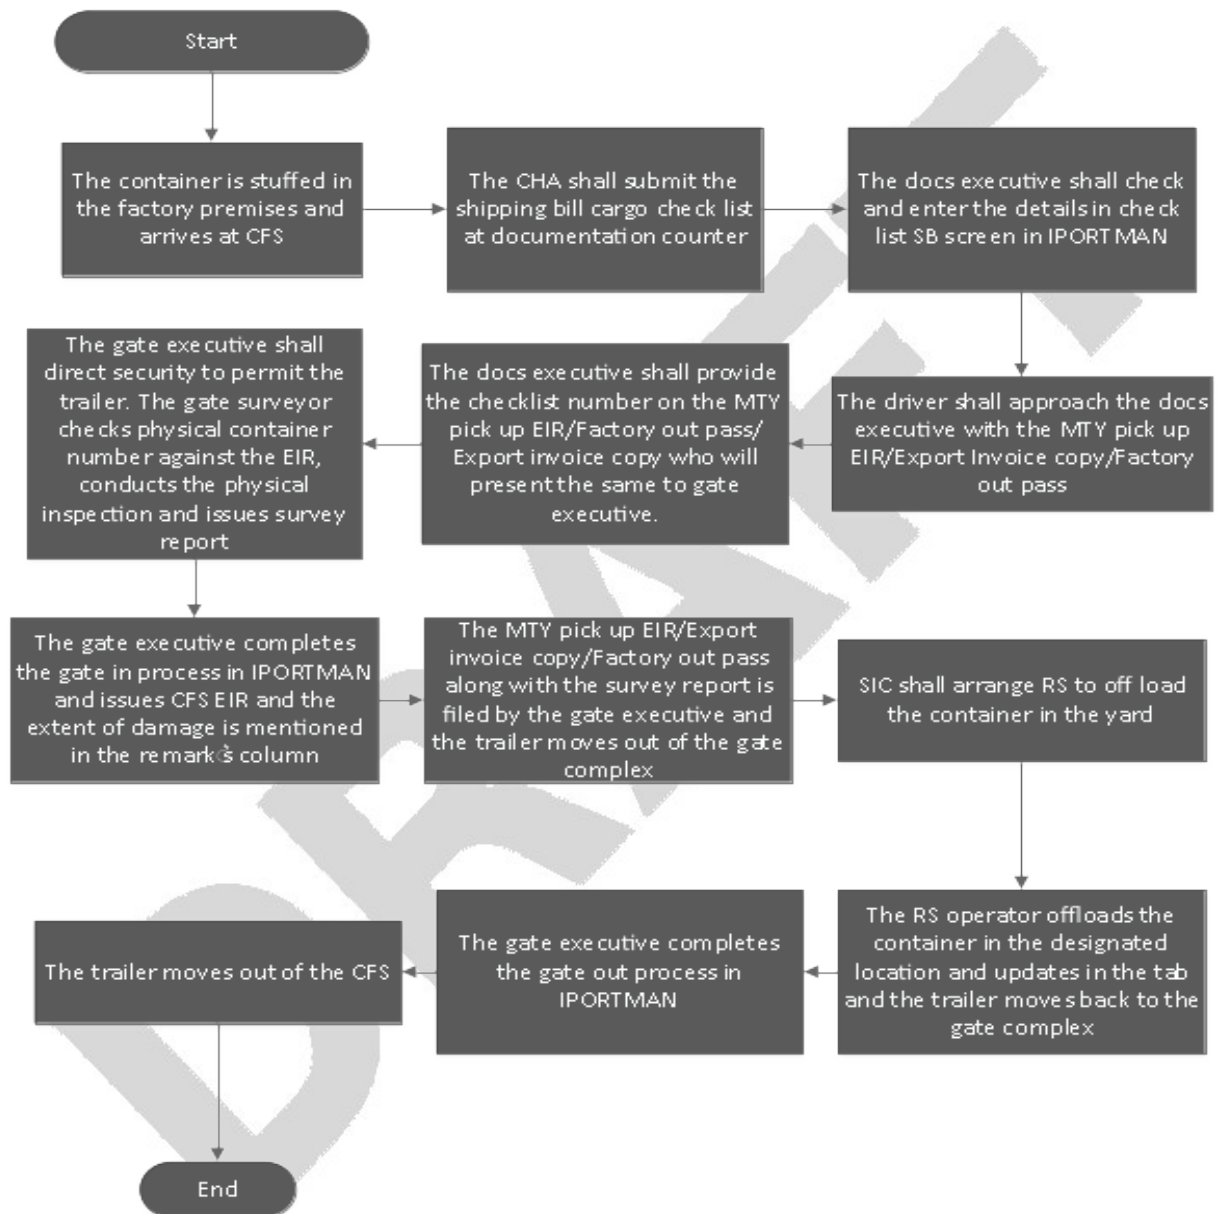 Start
The container is stuffed in
the factory premises and
arrives at CFS
The CHA shall submit the
shipping bill cargo check list
at documentation counter
The docs executive shall check
and enter the details in check
list SB screen in IPORTMAN
The driver shall approach the docs
executive with the MTY pick up
EIR/Export Invoice copy/Factory
out pass
The docs executive shall provide
the checklist number on the MTY
pick up EIR/Factory out pass/
Export invoice copy who will
present the same to gate
executive.
The gate executive shall
direct security to permit the
trailer. The gate surveyor
checks physical container
number against the EIR,
conducts the physical
inspection and issues survey
report
The gate executive completes
the gate in process in IPORTMAN
and issues CFS EIR and the
extent of damage is mentioned
in the remark's column
The MTY pick up EIR/Export
invoice copy/Factory out pass
along with the survey report is
filed by the gate executive and
the trailer moves out of the gate
complex
SIC shall arrange RS to off load
the container in the yard
The RS operator offloads the
container in the designated
location and updates in the tab
and the trailer moves back to the
gate complex
The gate executive completes
the gate out process in
IPORTMAN
The trailer moves out of the CFS
End
DRAFT